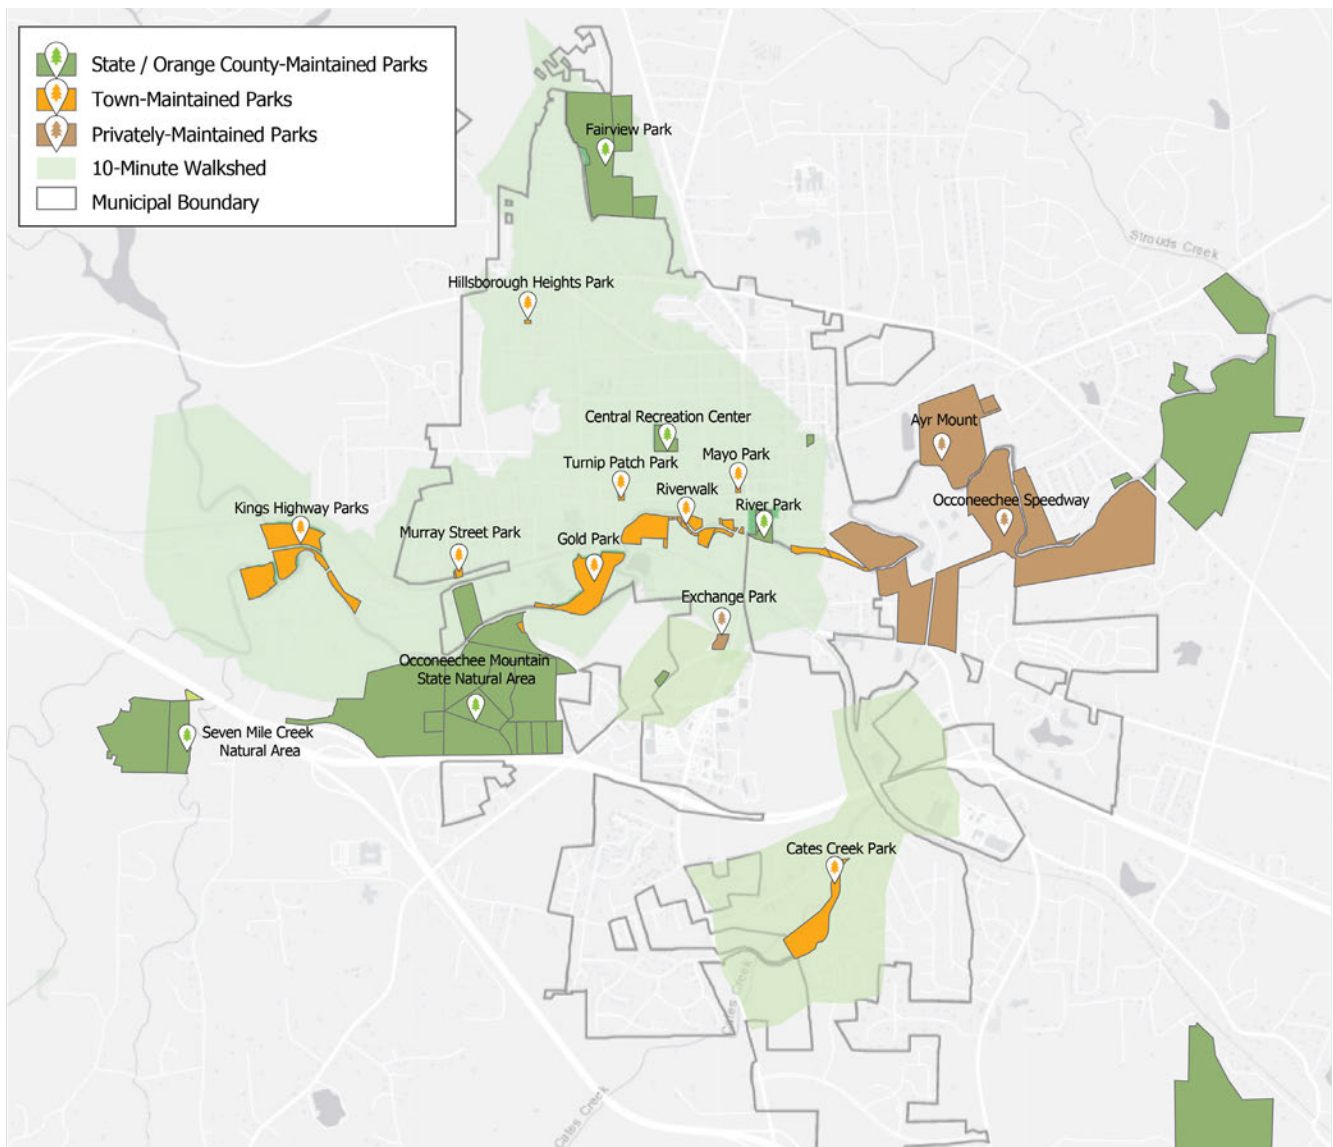 State / Orange County-Maintained Parks
Town-Maintained Parks
Privately-Maintained Parks
10-Minute Walkshed
Municipal Boundary
Fairview Park
Strouds Creek
Hillsborough Heights Park
Central Recreation Center
Ayr Mount
Turnip Patch Park
Mayo Park
Riverwalk
River Park
Occoneechee Speedway
Kings Highway Parks
Murray Street Park
Gold Park
Exchange Park
Occoneechee Mountain
State Natural Area
Seven Mile Creek
Natural Area
Cates Creek Park
Cates Creek
Cates Creek